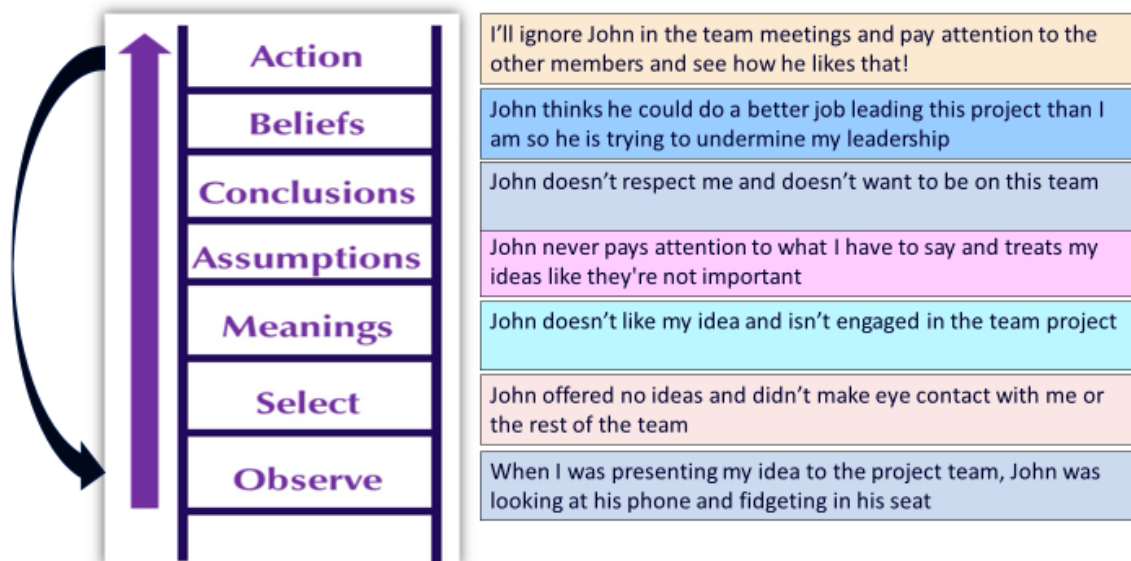 Action
I’ll ignore John in the team meetings and pay attention to the
other members and see how he likes that!
Beliefs
John thinks he could do a better job leading this project than I
am so he is trying to undermine my leadership
Conclusions
John doesn’t respect me and doesn’t want to be on this team
Assumptions
John never pays attention to what I have to say and treats my
ideas like they're not important
Meanings
John doesn’t like my idea and isn’t engaged in the team project
Select
John offered no ideas and didn’t make eye contact with me or
the rest of the team
Observe
When I was presenting my idea to the project team, John was
looking at his phone and fidgeting in his seat